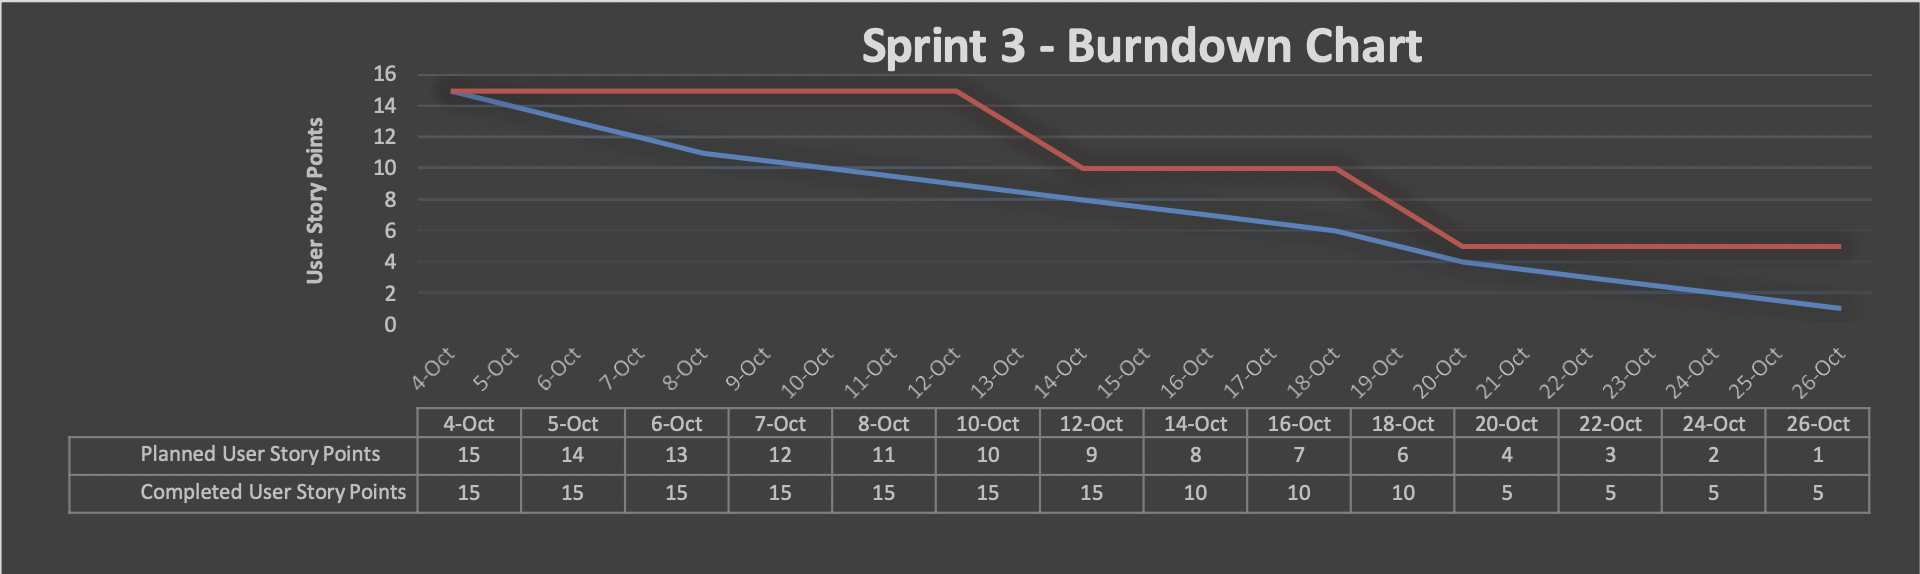 Sprint 3 - Burndown Chart
User Story Points
16
14
12
10
8
6
4
2
0
4-Oct 5-Oct 6-Oct 7-Oct 8-Oct 9-Oct 10-Oct 11-Oct 12-Oct 13-Oct 14-Oct 15-Oct 16-Oct 17-Oct 18-Oct 19-Oct 20-Oct 21-Oct 22-Oct 23-Oct 24-Oct 25-Oct 26-Oct
4-Oct 5-Oct 6-Oct 7-Oct 8-Oct 10-Oct 12-Oct 14-Oct 16-Oct 18-Oct 20-Oct 22-Oct 24-Oct 26-Oct
Planned User Story Points 15 14 13 12 11 10 9 8 7 6 4 3 2 1
Completed User Story Points 15 15 15 15 15 15 15 10 10 10 5 5 5 5